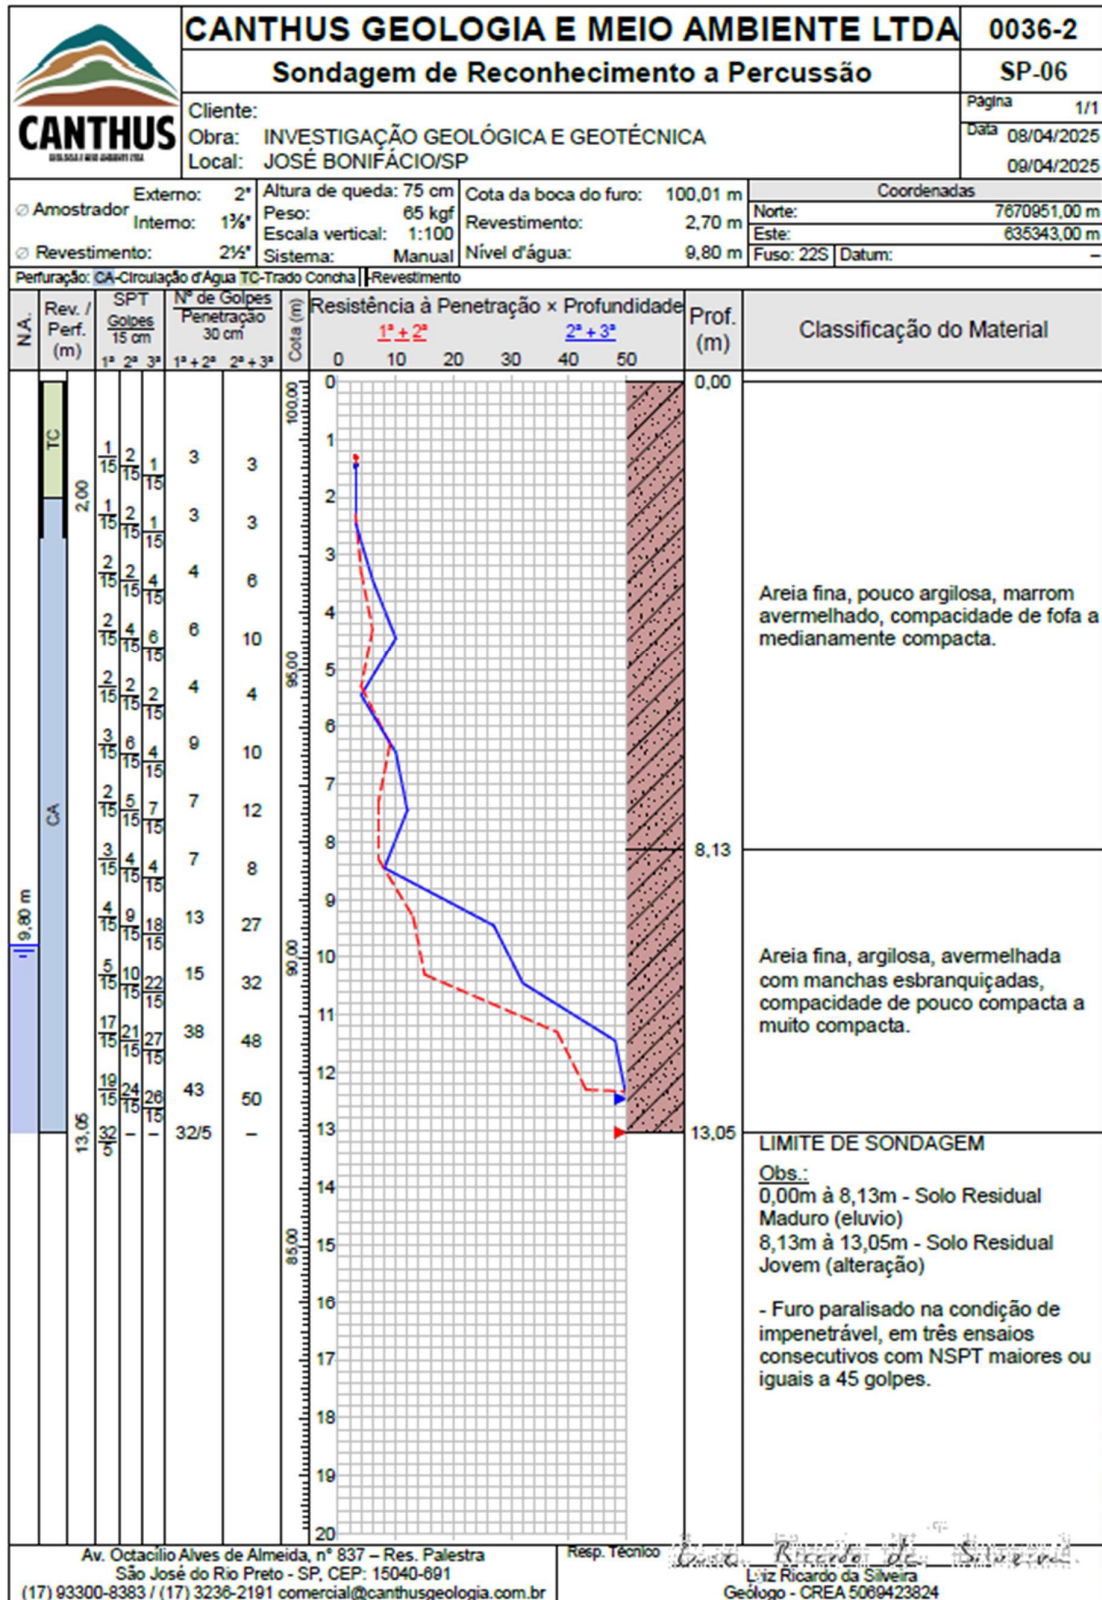 CANTHUS GEOLOGIA E MEIO AMBIENTE LTDA
0036-2
Sondagem de Reconhecimento a Percussão
SP-06
CANTHUS
GEOLOGIA E MEIO AMBIENTE LTDA
Cliente:
Obra: INVESTIGAÇÃO GEOLÓGICA E GEOTÉCNICA
Local: JOSÉ BONIFÁCIO/SP
Página 1/1
Data 08/04/2025
09/04/2025
∅ Amostrador Externo: 2"
Interno: 1⅜"
∅ Revestimento: 2½"
Altura de queda: 75 cm
Peso: 65 kgf
Escala vertical: 1:100
Sistema: Manual
Cota da boca do furo: 100,01 m
Revestimento: 2,70 m
Nível d'água: 9,80 m
Coordenadas
Norte: 7670951,00 m
Este: 635343,00 m
Fuso: 22S Datum: –
Perfuração: CA-Circulação d'Água TC-Trado Concha ||-Revestimento
N.A.
Rev. / Perf. (m)
SPT
Golpes
15 cm
1ª 2ª 3ª
Nº de Golpes
Penetração
30 cm
1ª + 2ª 2ª + 3ª
Cota (m)
Resistência à Penetração × Profundidade
1ª + 2ª 2ª + 3ª
0 10 20 30 40 50
Prof. (m)
Classificação do Material
TC
2,00
CA
13,05
9,80 m
1/15 2/15 1/15 3 3
1/15 2/15 1/15 3 3
2/15 2/15 4/15 4 6
2/15 4/15 6/15 6 10
2/15 2/15 2/15 4 4
3/15 6/15 4/15 9 10
2/15 5/15 7/15 7 12
3/15 4/15 4/15 7 8
4/15 9/15 18/15 13 27
5/15 10/15 22/15 15 32
17/15 21/15 27/15 38 48
19/15 24/15 26/15 43 50
32/5 – – 32/5 –
100,00
95,00
90,00
85,00
0
1
2
3
4
5
6
7
8
9
10
11
12
13
14
15
16
17
18
19
20
0,00
8,13
13,05
Areia fina, pouco argilosa, marrom
avermelhado, compacidade de fofa a
medianamente compacta.
Areia fina, argilosa, avermelhada
com manchas esbranquiçadas,
compacidade de pouco compacta a
muito compacta.
LIMITE DE SONDAGEM
Obs.:
0,00m à 8,13m - Solo Residual
Maduro (eluvio)
8,13m à 13,05m - Solo Residual
Jovem (alteração)
- Furo paralisado na condição de
impenetrável, em três ensaios
consecutivos com NSPT maiores ou
iguais a 45 golpes.
Av. Octacílio Alves de Almeida, n° 837 – Res. Palestra
São José do Rio Preto - SP, CEP: 15040-691
(17) 93300-8383 / (17) 3236-2191 comercial@canthusgeologia.com.br
Resp. Técnico
Luiz Ricardo da Silveira
Luiz Ricardo da Silveira
Geólogo - CREA 5069423824